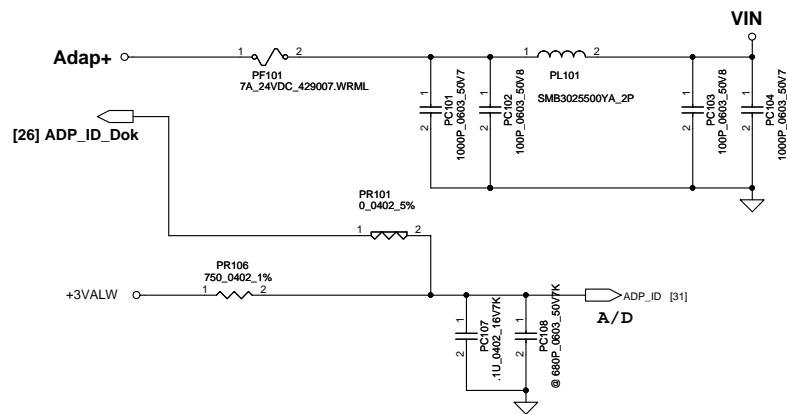 VIN
Adap+
1
2
PF101
7A_24VDC_429007.WRML
1
2
PL101
SMB3025500YA_2P
1
2
PC101
1000P_0603_50V7
1
2
PC102
100P_0603_50V8
1
2
PC103
100P_0603_50V8
1
2
PC104
1000P_0603_50V7
[26] ADP_ID_Dok
PR101
0_0402_5%
1
2
PR106
750_0402_1%
+3VALW
1
2
ADP_ID [31]
A/D
1
2
PC107
.1U_0402_16V7K
1
2
PC108
@ 680P_0603_50V7K